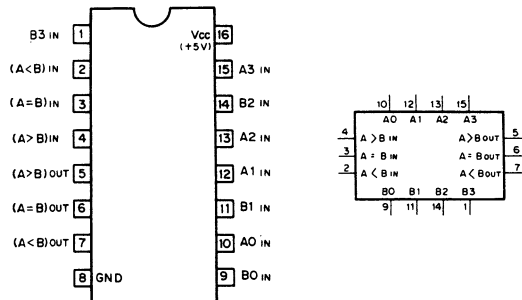 B3 IN 1 Vcc 16
(+5V)
(A<B) IN 2 15 A3 IN
(A=B) IN 3 14 B2 IN
(A>B) IN 4 13 A2 IN
(A>B) OUT 5 12 A1 IN
(A=B) OUT 6 11 B1 IN
(A<B) OUT 7 10 A0 IN
8 GND 9 B0 IN
10 12 13 15
A0 A1 A2 A3
4 A > B IN A > B OUT 5
3 A = B IN A = B OUT 6
2 A < B IN A < B OUT 7
B0 B1 B2 B3
9 11 14 1